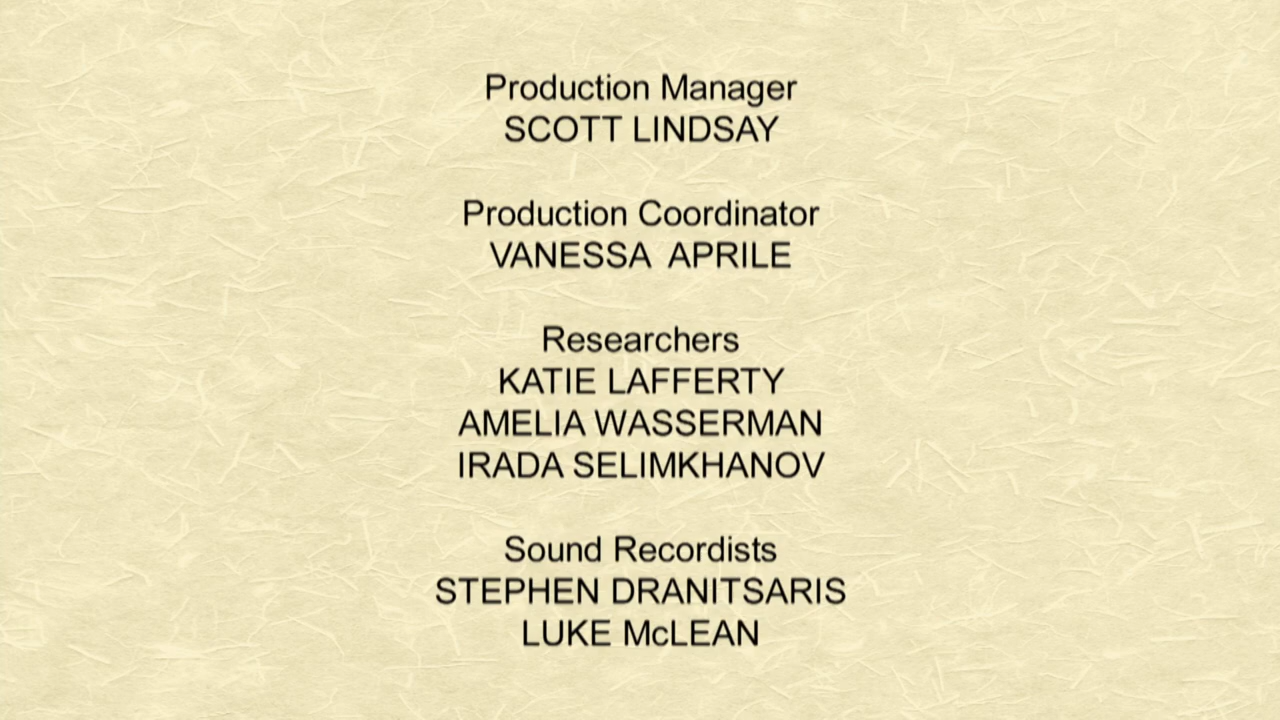 Production Manager
SCOTT LINDSAY
Production Coordinator
VANESSA APRILE
Researchers
KATIE LAFFERTY
AMELIA WASSERMAN
IRADA SELIMKHANOV
Sound Recordists
STEPHEN DRANITSARIS
LUKE McLEAN